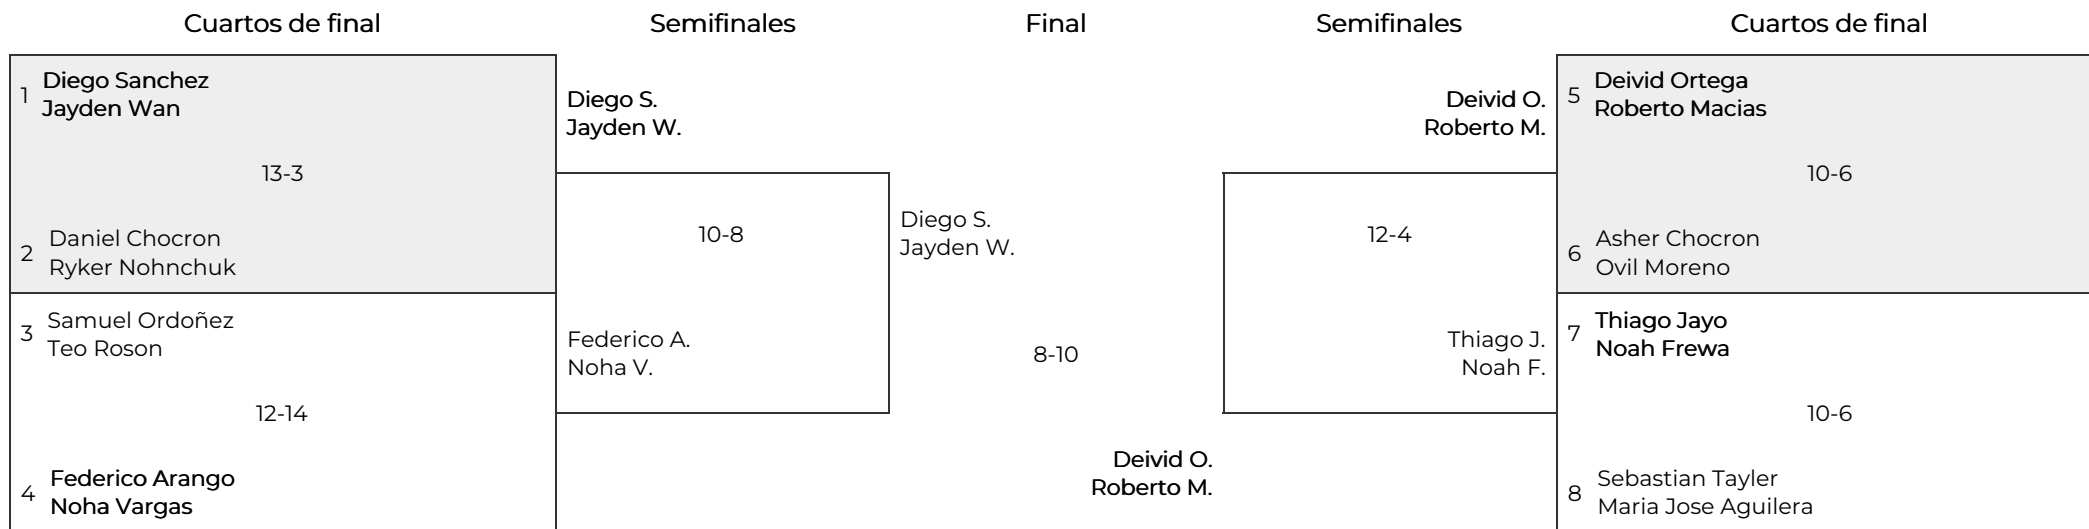 Cuartos de final
Semifinales
Final
Semifinales
Cuartos de final
1
Diego Sanchez
Jayden Wan
13-3
2
Daniel Chocron
Ryker Nohnchuk
3
Samuel Ordoñez
Teo Roson
12-14
4
Federico Arango
Noha Vargas
Diego S.
Jayden W.
10-8
Federico A.
Noha V.
Diego S.
Jayden W.
8-10
Deivid O.
Roberto M.
Deivid O.
Roberto M.
12-4
Thiago J.
Noah F.
5
Deivid Ortega
Roberto Macias
10-6
6
Asher Chocron
Ovil Moreno
7
Thiago Jayo
Noah Frewa
10-6
8
Sebastian Tayler
Maria Jose Aguilera